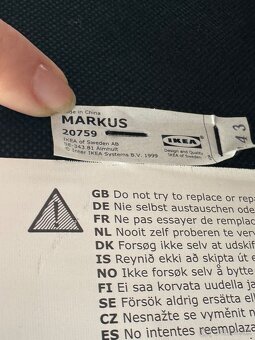 Made in China
MARKUS
20759
IKEA of Sweden AB
SE-343 81 Älmhult
© Inter IKEA Systems B.V. 1999
IKEA
Design and Quality
IKEA of Sweden
43
GB Do not try to replace or repa
DE Nie selbst austauschen ode
FR Ne pas essayer de remplac
NL Nooit zelf proberen te verv
DK Forsøg ikke selv at udskif
IS Reynið ekki að skipta út e
NO Ikke forsøk selv å bytte
FI Ei saa korvata uudella ja
SE Försök aldrig ersätta el
CZ Nesnažte se vyměnit n
ES No intentes reemplaza